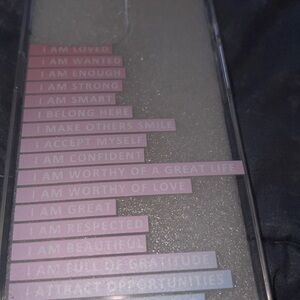 I AM LOVED
I AM WANTED
I AM ENOUGH
I AM STRONG
I AM SMART
I BELONG HERE
I MAKE OTHERS SMILE
I ACCEPT MYSELF
I AM CONFIDENT
I AM WORTHY OF A GREAT LIFE
I AM WORTHY OF LOVE
I AM GREAT
I AM RESPECTED
I AM BEAUTIFUL
I AM FULL OF GRATITUDE
I ATTRACT OPPORTUNITIES